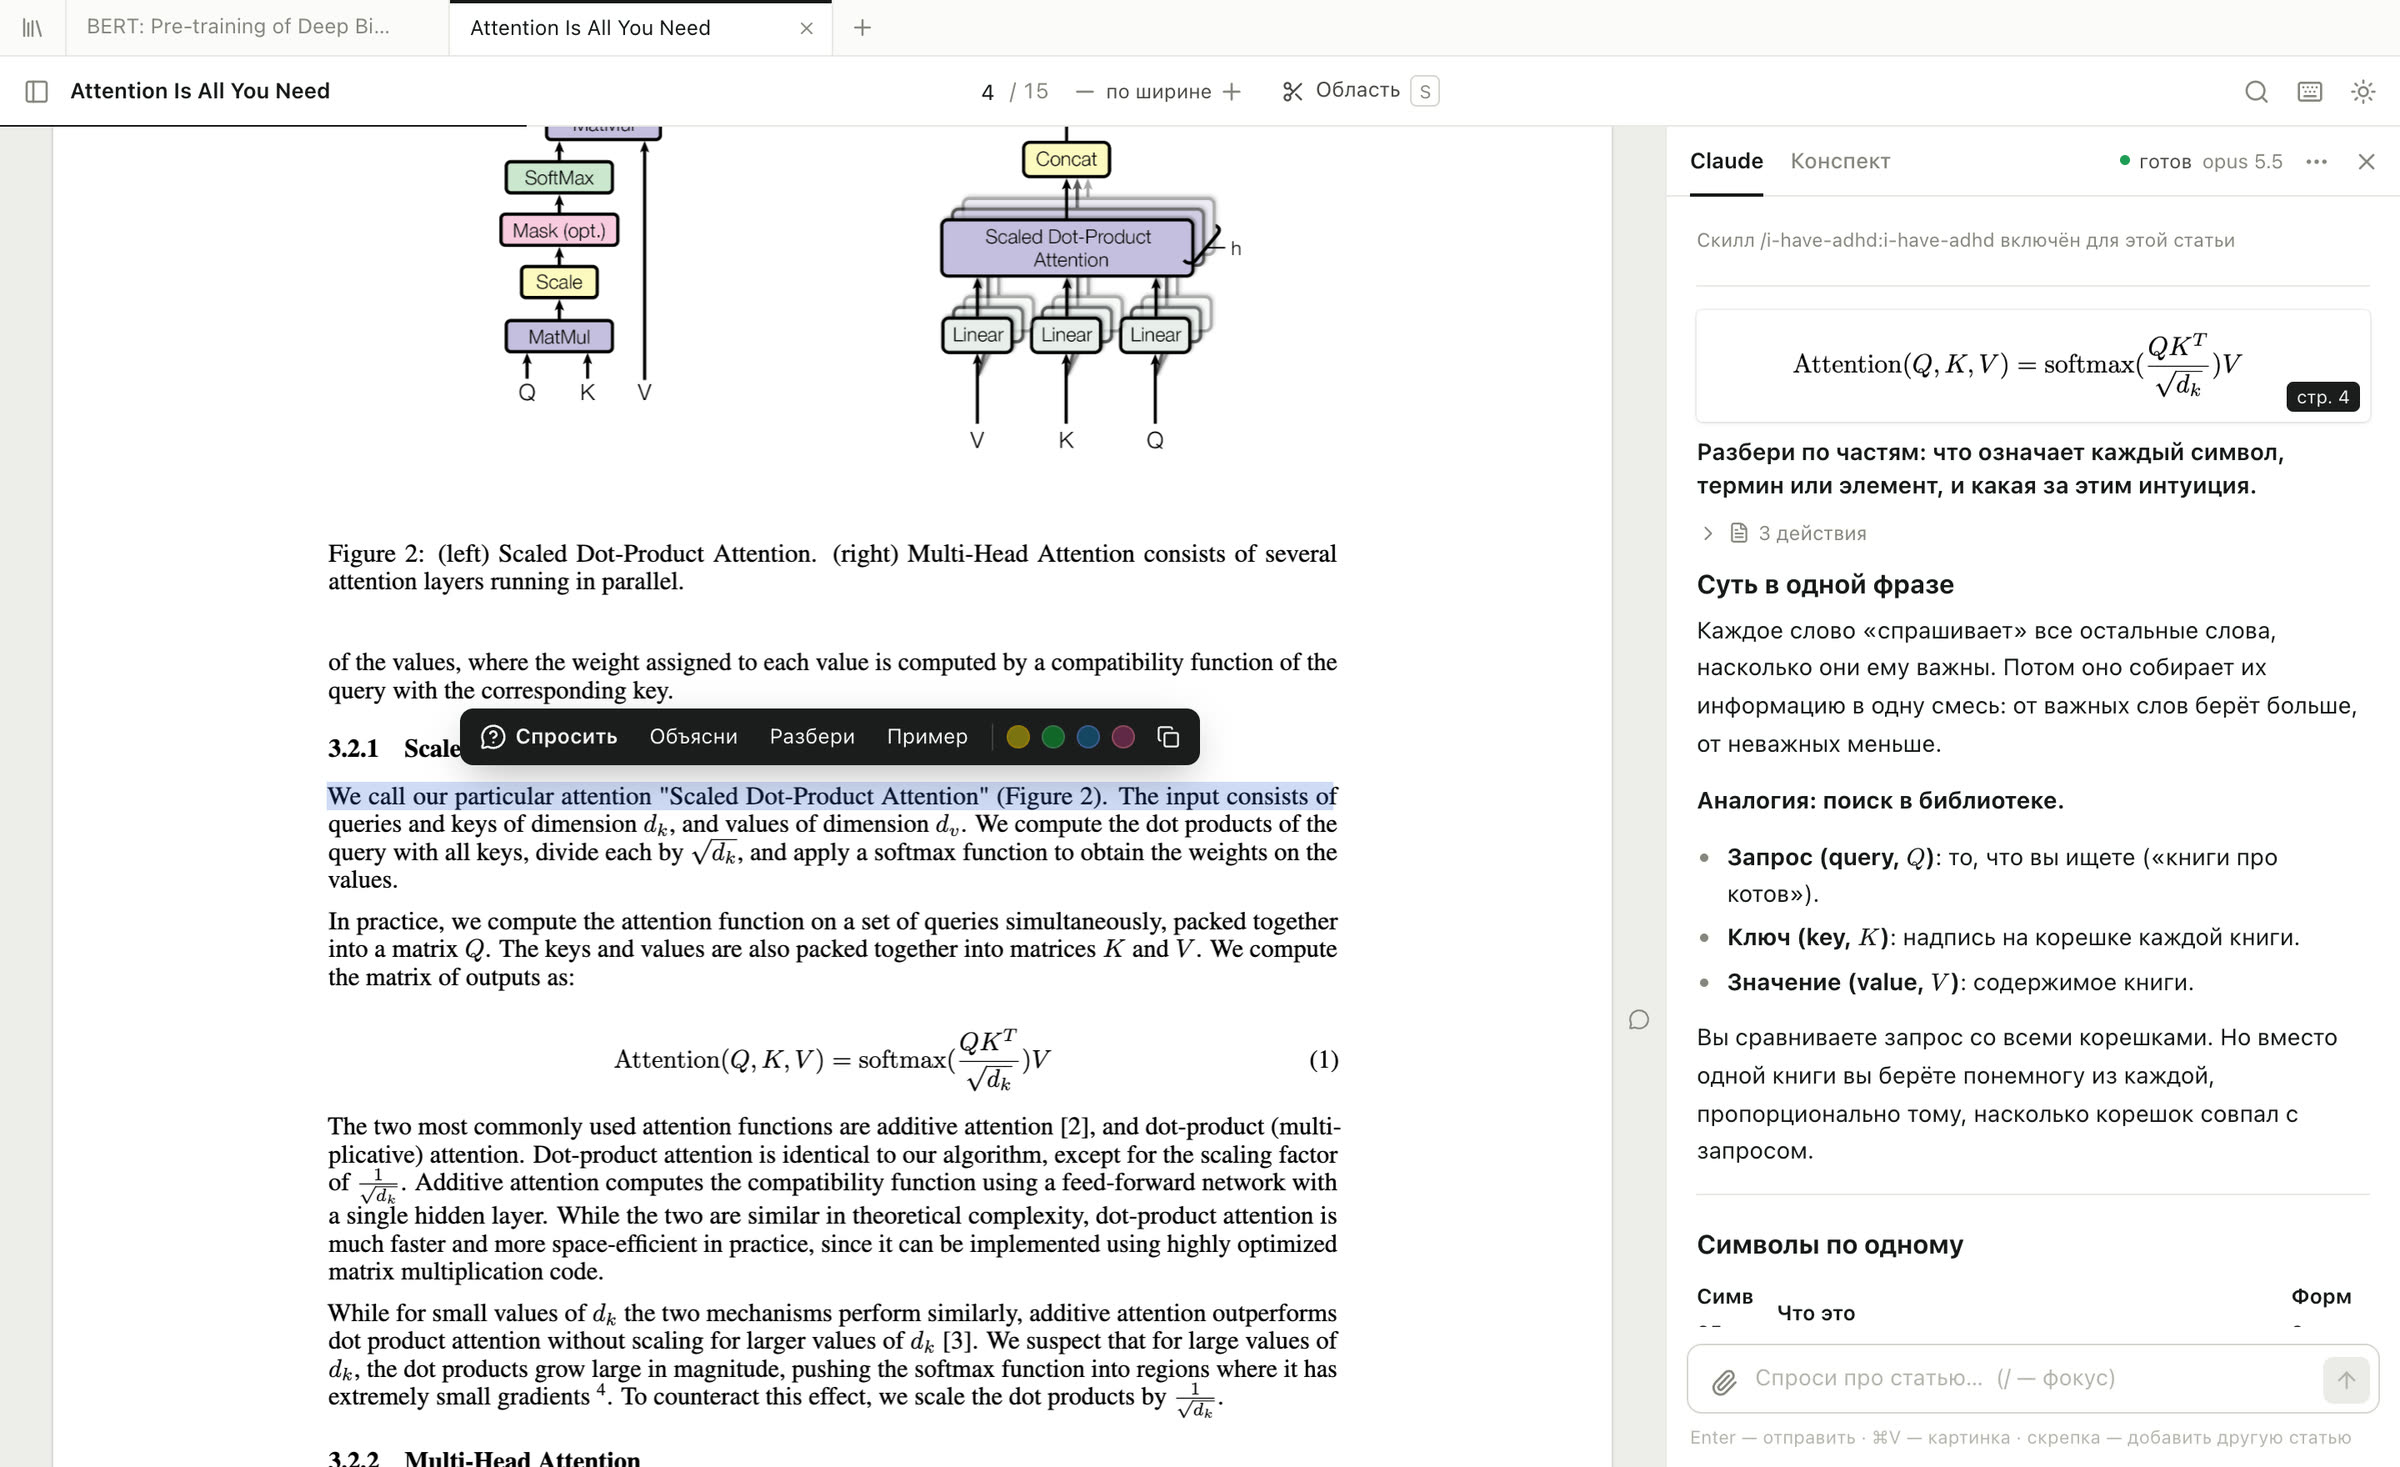 BERT: Pre-training of Deep Bi...
Attention Is All You Need
Attention Is All You Need
4 / 15
— по ширине +
Область S
MatMul
SoftMax
Mask (opt.)
Scale
MatMul
Q K V
Concat
Scaled Dot-Product
Attention
h
Linear Linear Linear
V K Q
Figure 2: (left) Scaled Dot-Product Attention. (right) Multi-Head Attention consists of several
attention layers running in parallel.
of the values, where the weight assigned to each value is computed by a compatibility function of the
query with the corresponding key.
3.2.1 Scale
Спросить Объясни Разбери Пример
We call our particular attention "Scaled Dot-Product Attention" (Figure 2). The input consists of
queries and keys of dimension d_k, and values of dimension d_v. We compute the dot products of the
query with all keys, divide each by √d_k, and apply a softmax function to obtain the weights on the
values.
In practice, we compute the attention function on a set of queries simultaneously, packed together
into a matrix Q. The keys and values are also packed together into matrices K and V. We compute
the matrix of outputs as:
Attention(Q, K, V) = softmax(QK^T/√d_k)V (1)
The two most commonly used attention functions are additive attention [2], and dot-product (multi-
plicative) attention. Dot-product attention is identical to our algorithm, except for the scaling factor
of 1/√d_k. Additive attention computes the compatibility function using a feed-forward network with
a single hidden layer. While the two are similar in theoretical complexity, dot-product attention is
much faster and more space-efficient in practice, since it can be implemented using highly optimized
matrix multiplication code.
While for small values of d_k the two mechanisms perform similarly, additive attention outperforms
dot product attention without scaling for larger values of d_k [3]. We suspect that for large values of
d_k, the dot products grow large in magnitude, pushing the softmax function into regions where it has
extremely small gradients 4. To counteract this effect, we scale the dot products by 1/√d_k.
3.2.2 Multi-Head Attention
Claude Конспект
готов opus 5.5 ...
Скилл /i-have-adhd:i-have-adhd включён для этой статьи
Attention(Q, K, V) = softmax(QK^T/√d_k)V
стр. 4
Разбери по частям: что означает каждый символ,
термин или элемент, и какая за этим интуиция.
3 действия
Суть в одной фразе
Каждое слово «спрашивает» все остальные слова,
насколько они ему важны. Потом оно собирает их
информацию в одну смесь: от важных слов берёт больше,
от неважных меньше.
Аналогия: поиск в библиотеке.
• Запрос (query, Q): то, что вы ищете («книги про
котов»).
• Ключ (key, K): надпись на корешке каждой книги.
• Значение (value, V): содержимое книги.
Вы сравниваете запрос со всеми корешками. Но вместо
одной книги вы берёте понемногу из каждой,
пропорционально тому, насколько корешок совпал с
запросом.
Символы по одному
Симв Что это Форм
Спроси про статью... (/ — фокус)
Enter — отправить · ⌘V — картинка · скрепка — добавить другую статью